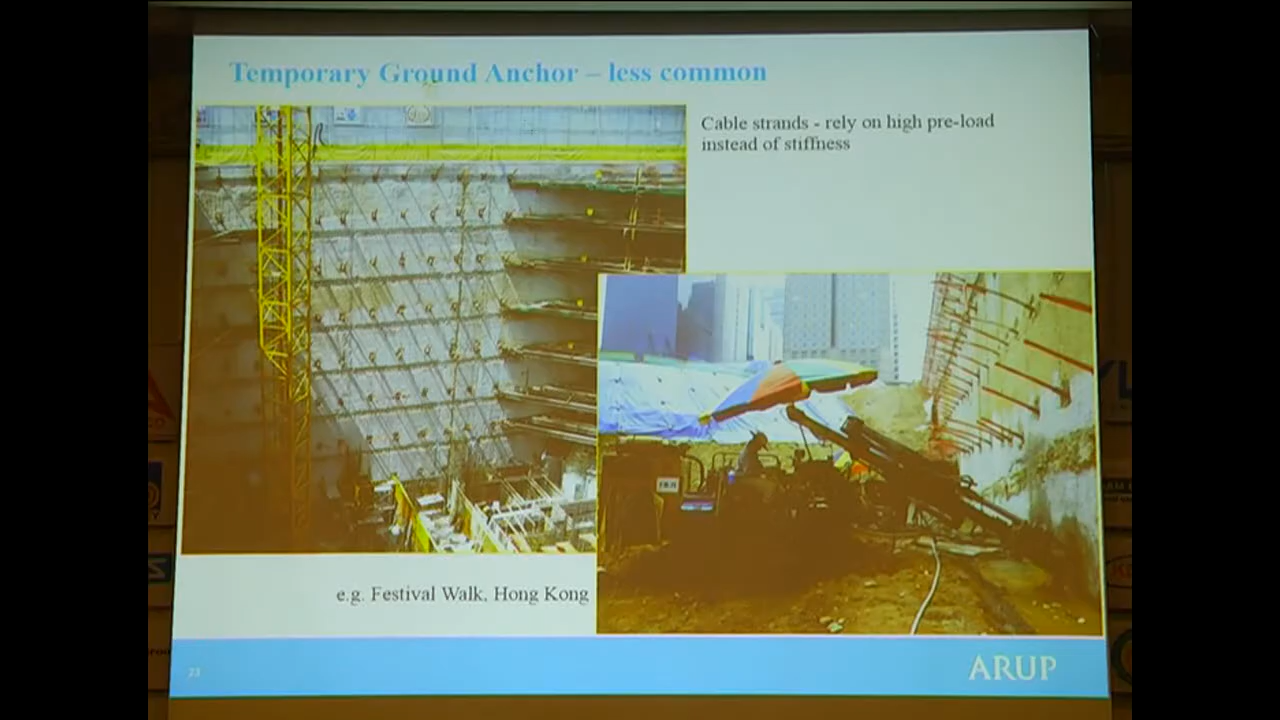 Temporary Ground Anchor – less common
Cable strands - rely on high pre-load
instead of stiffness
e.g. Festival Walk, Hong Kong
23
ARUP